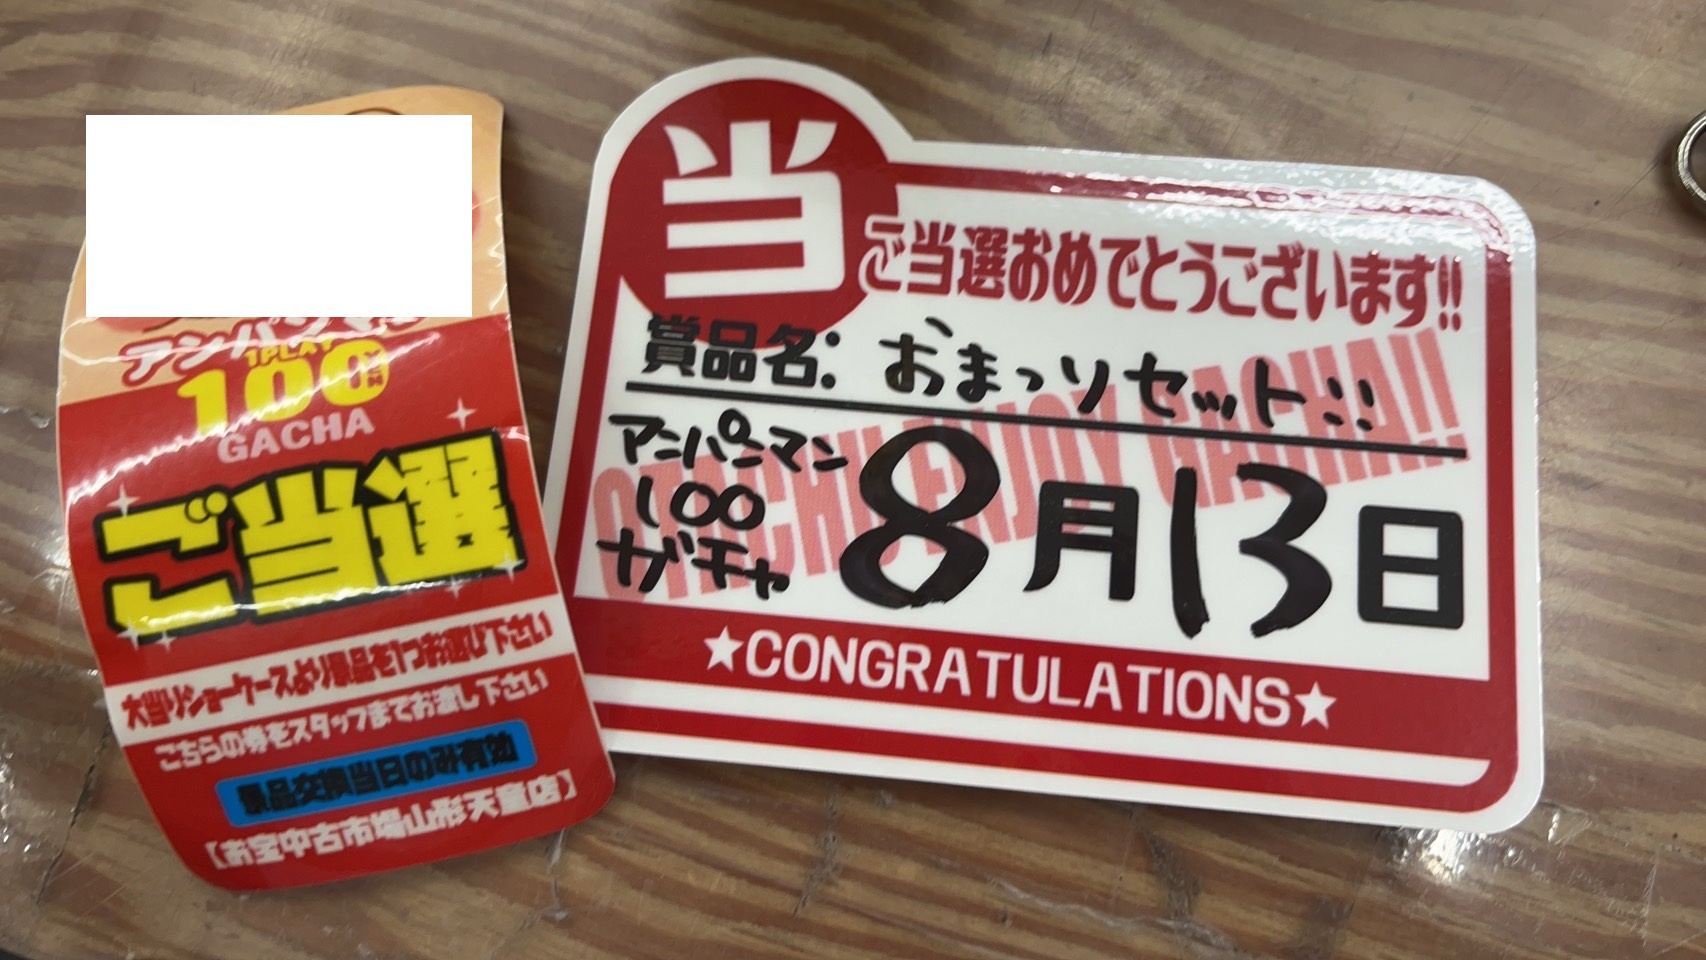 アンパンマン
1PLAY
100YEN
GACHA
ご当選
大当りショーケースより景品を1つお選び下さい
こちらの券をスタッフまでお渡し下さい
景品交換当日のみ有効
【お宝中古市場山形天童店】
当
ご当選おめでとうございます!!
賞品名: おまつりセット!!
アンパンマン
100
ガチャ
8月13日
GACHA! ENJOY GACHA!!
★CONGRATULATIONS★